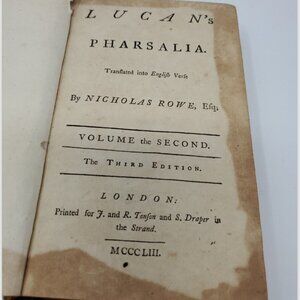 LUCAN's
PHARSALIA.
Translated into English Verse
By NICHOLAS ROWE, Esq;
VOLUME the SECOND.
The THIRD EDITION.
LONDON:
Printed for J. and R. Tonson and S. Draper in
the Strand.
MCCCLIII.